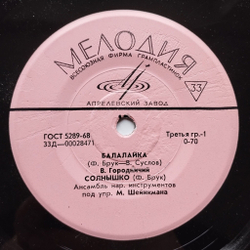 МЕЛОДИЯ
ВСЕСОЮЗНАЯ ФИРМА ГРАМПЛАСТИНОК
33
АПРЕЛЕВСКИЙ ЗАВОД
ГОСТ 5289-68
33Д—00028471
Третья гр.-1
0-70
БАЛАЛАЙКА
(Ф. Брук—В. Суслов)
В. Городничий
СОЛНЫШКО (Ф. Брук)
Ансамбль нар. инструментов
под упр. М. Шейнкмана